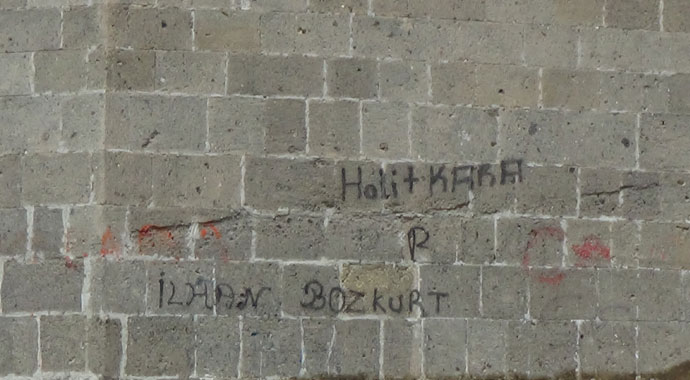 Halit KARA
R
İLHAN BOZKURT